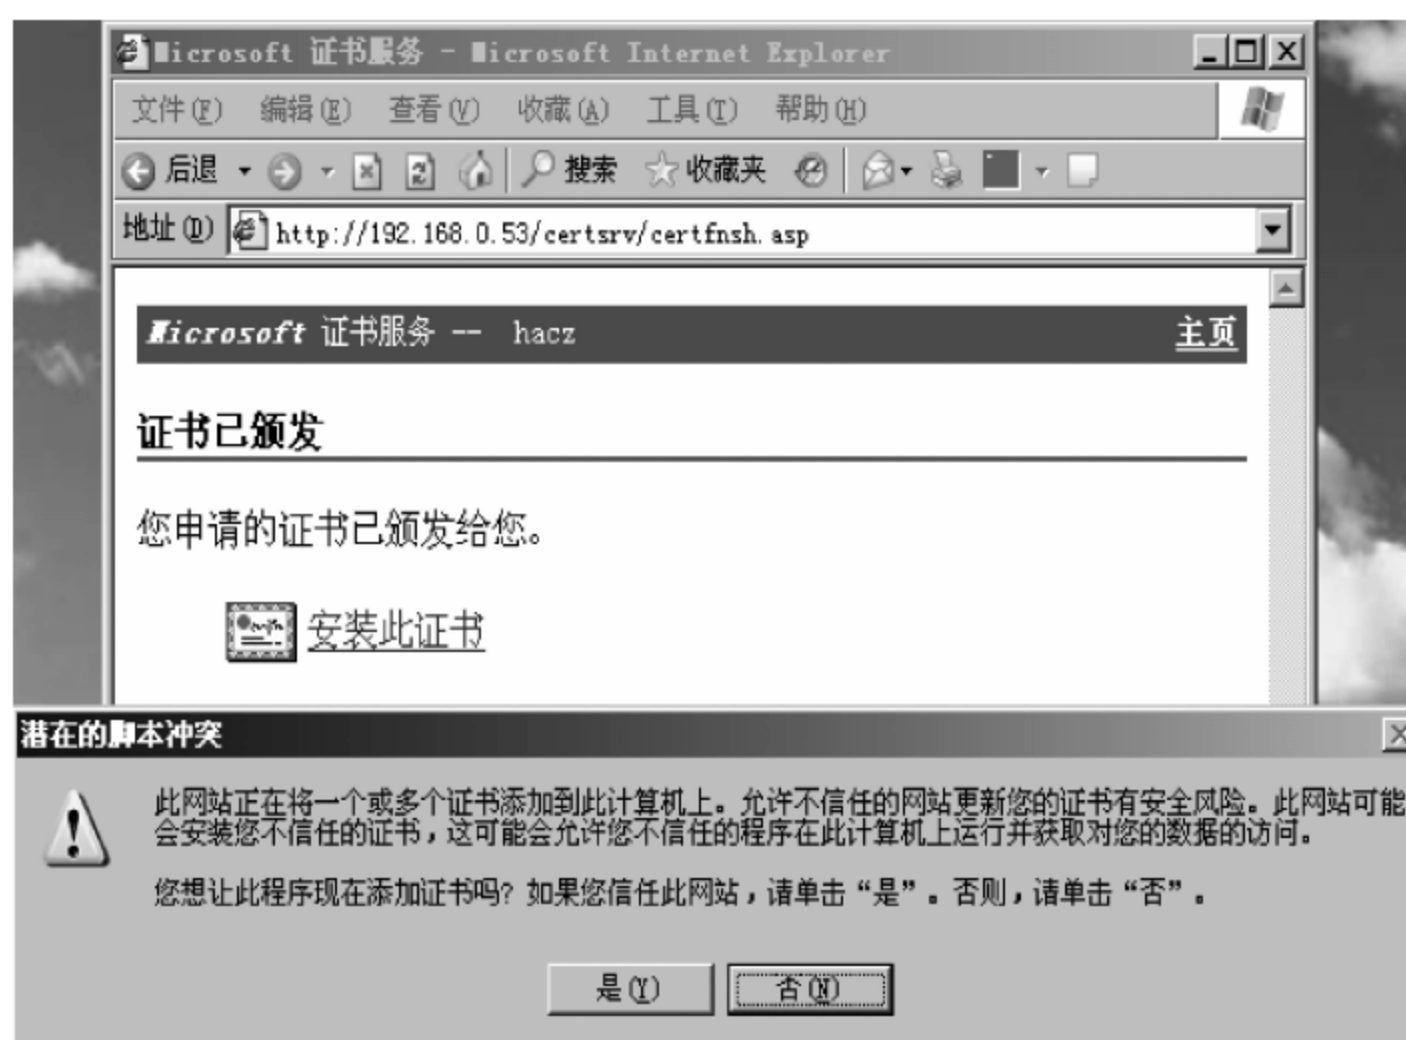 Microsoft 证书服务 - Microsoft Internet Explorer
文件(F) 编辑(E) 查看(V) 收藏(A) 工具(T) 帮助(H)
后退 搜索 收藏夹
地址(D) http://192.168.0.53/certsrv/certfnsh.asp
Microsoft 证书服务 -- hacz 主页
证书已颁发
您申请的证书已颁发给您。
安装此证书
潜在的脚本冲突
此网站正在将一个或多个证书添加到此计算机上。允许不信任的网站更新您的证书有安全风险。此网站可能
会安装您不信任的证书,这可能会允许您不信任的程序在此计算机上运行并获取对您的数据的访问。
您想让此程序现在添加证书吗? 如果您信任此网站,请单击“是”。否则,请单击“否”。
是(Y) 否(N)